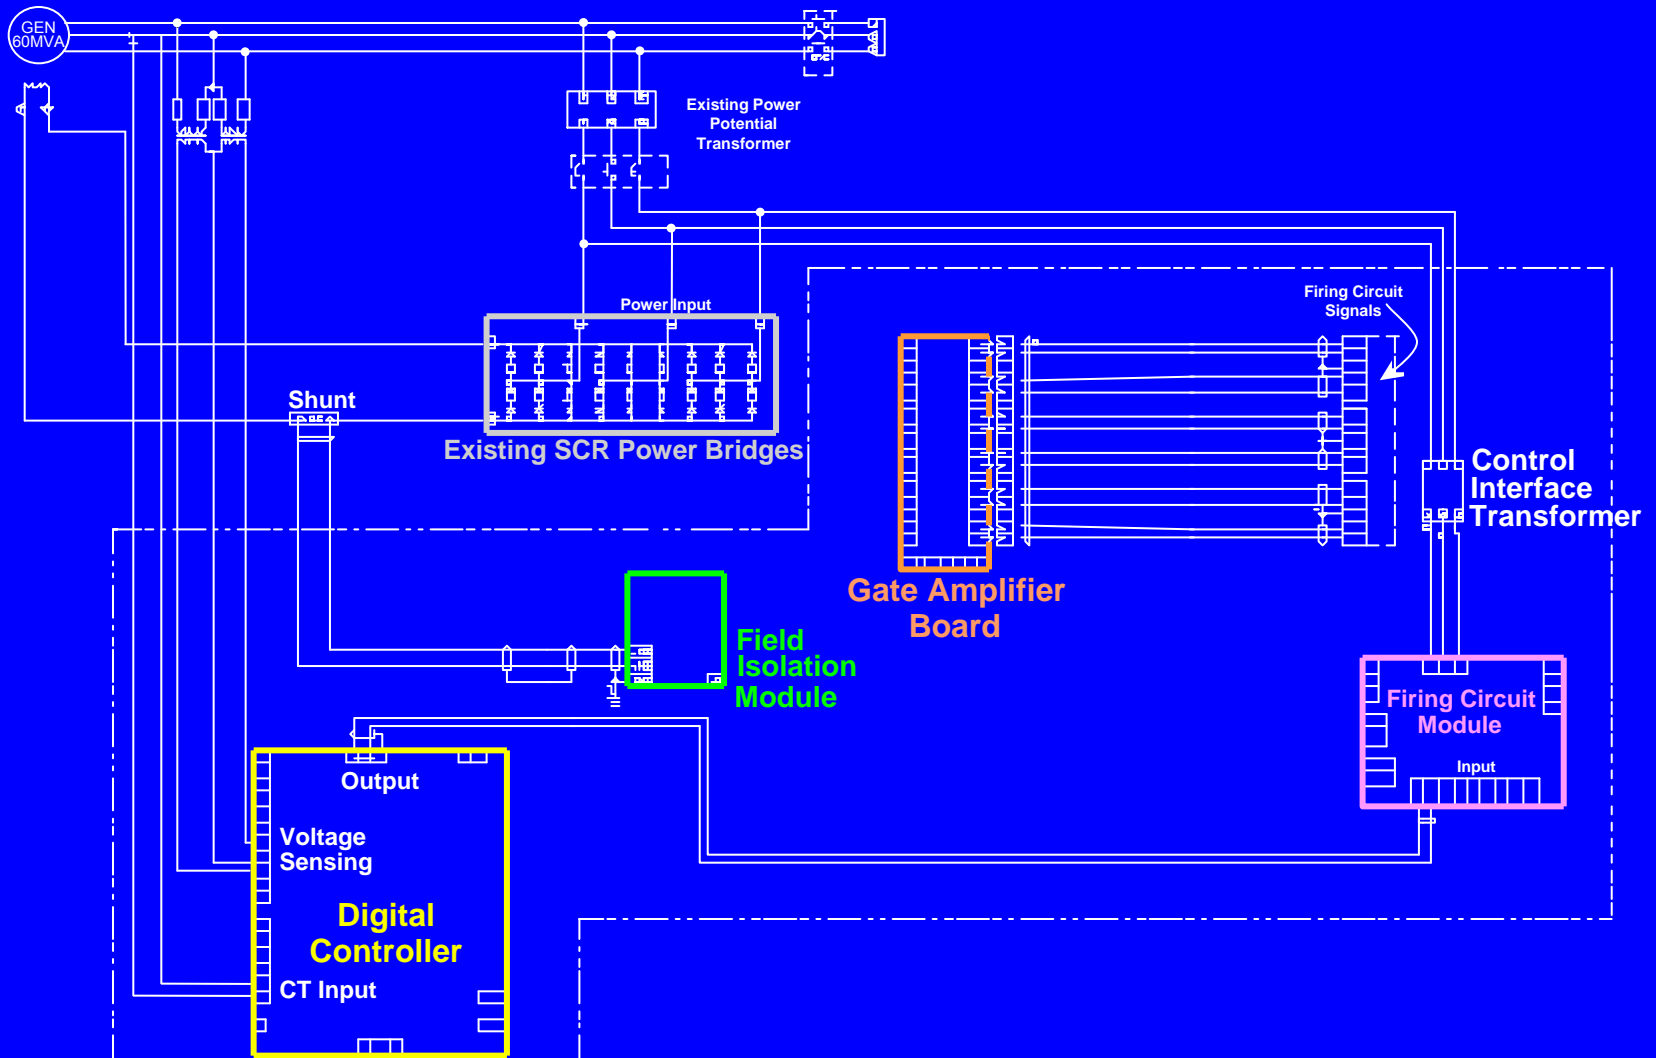 GEN
60MVA
Existing Power
Potential
Transformer
Power Input
Firing Circuit
Signals
Shunt
Existing SCR Power Bridges
Control
Interface
Transformer
Gate Amplifier
Board
Field
Isolation
Module
Firing Circuit
Module
Input
Output
Voltage
Sensing
Digital
Controller
CT Input